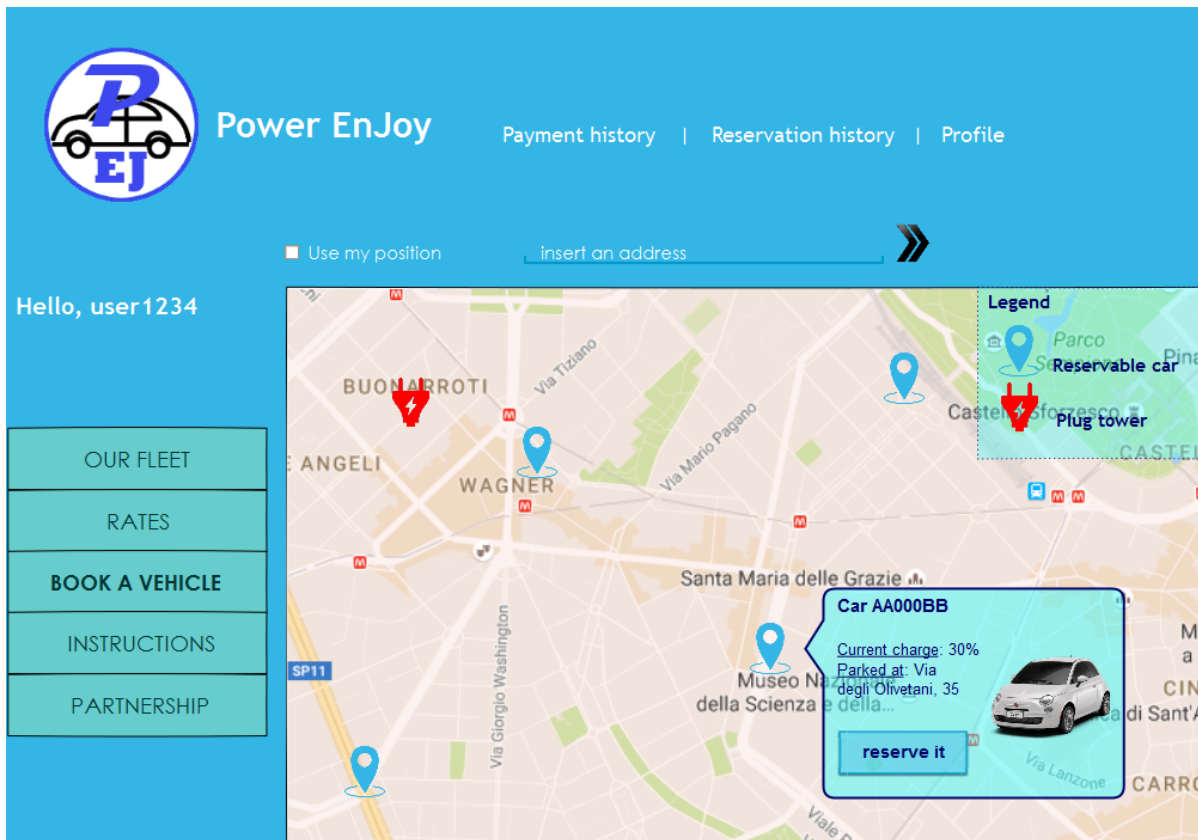 P
EJ
Power EnJoy
Payment history | Reservation history | Profile
Use my position
insert an address
Hello, user1234
OUR FLEET
RATES
BOOK A VEHICLE
INSTRUCTIONS
PARTNERSHIP
Legend
Parco
Reservable car
Plug tower
M
BUONARROTI
Via Tiziano
M
E ANGELI
WAGNER
M
Via Mario Pagano
Castello Sforzesco
CASTEL
M M
M
M
Santa Maria delle Grazie
SP11
Via Giorgio Washington
Museo Nazionale
della Scienza e della...
Car AA000BB
Current charge: 30%
Parked at: Via
degli Olivetani, 35
reserve it
M
Via Lanzone
di Sant'A
CARRO
Viale